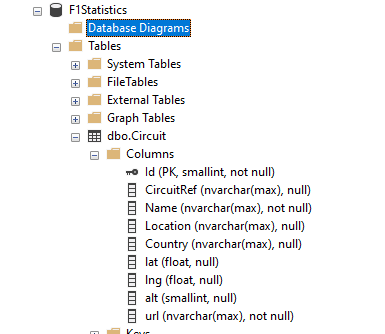 F1Statistics
Database Diagrams
Tables
System Tables
FileTables
External Tables
Graph Tables
dbo.Circuit
Columns
Id (PK, smallint, not null)
CircuitRef (nvarchar(max), null)
Name (nvarchar(max), not null)
Location (nvarchar(max), null)
Country (nvarchar(max), null)
lat (float, null)
lng (float, null)
alt (smallint, null)
url (nvarchar(max), not null)
Keys